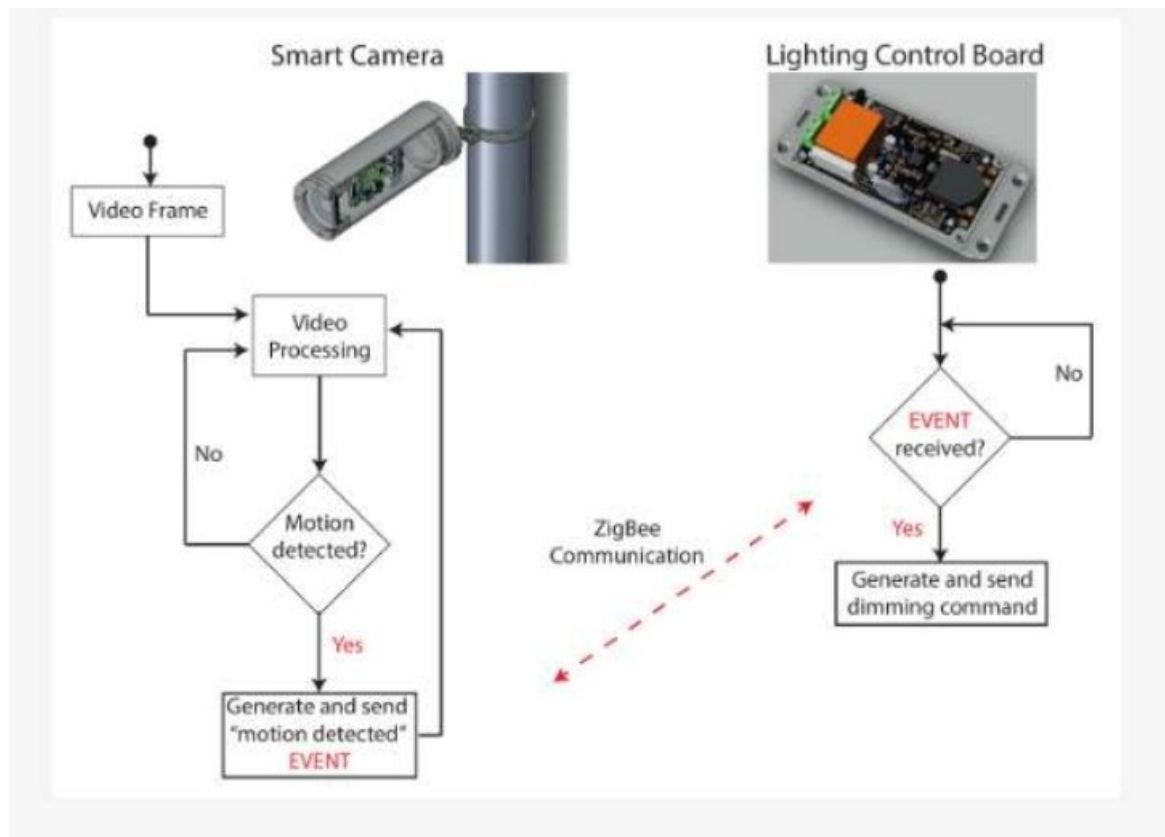 Smart Camera
Lighting Control Board
Video Frame
Video
Processing
No
Motion
detected?
Yes
Generate and send
“motion detected”
EVENT
ZigBee
Communication
No
EVENT
received?
Yes
Generate and send
dimming command